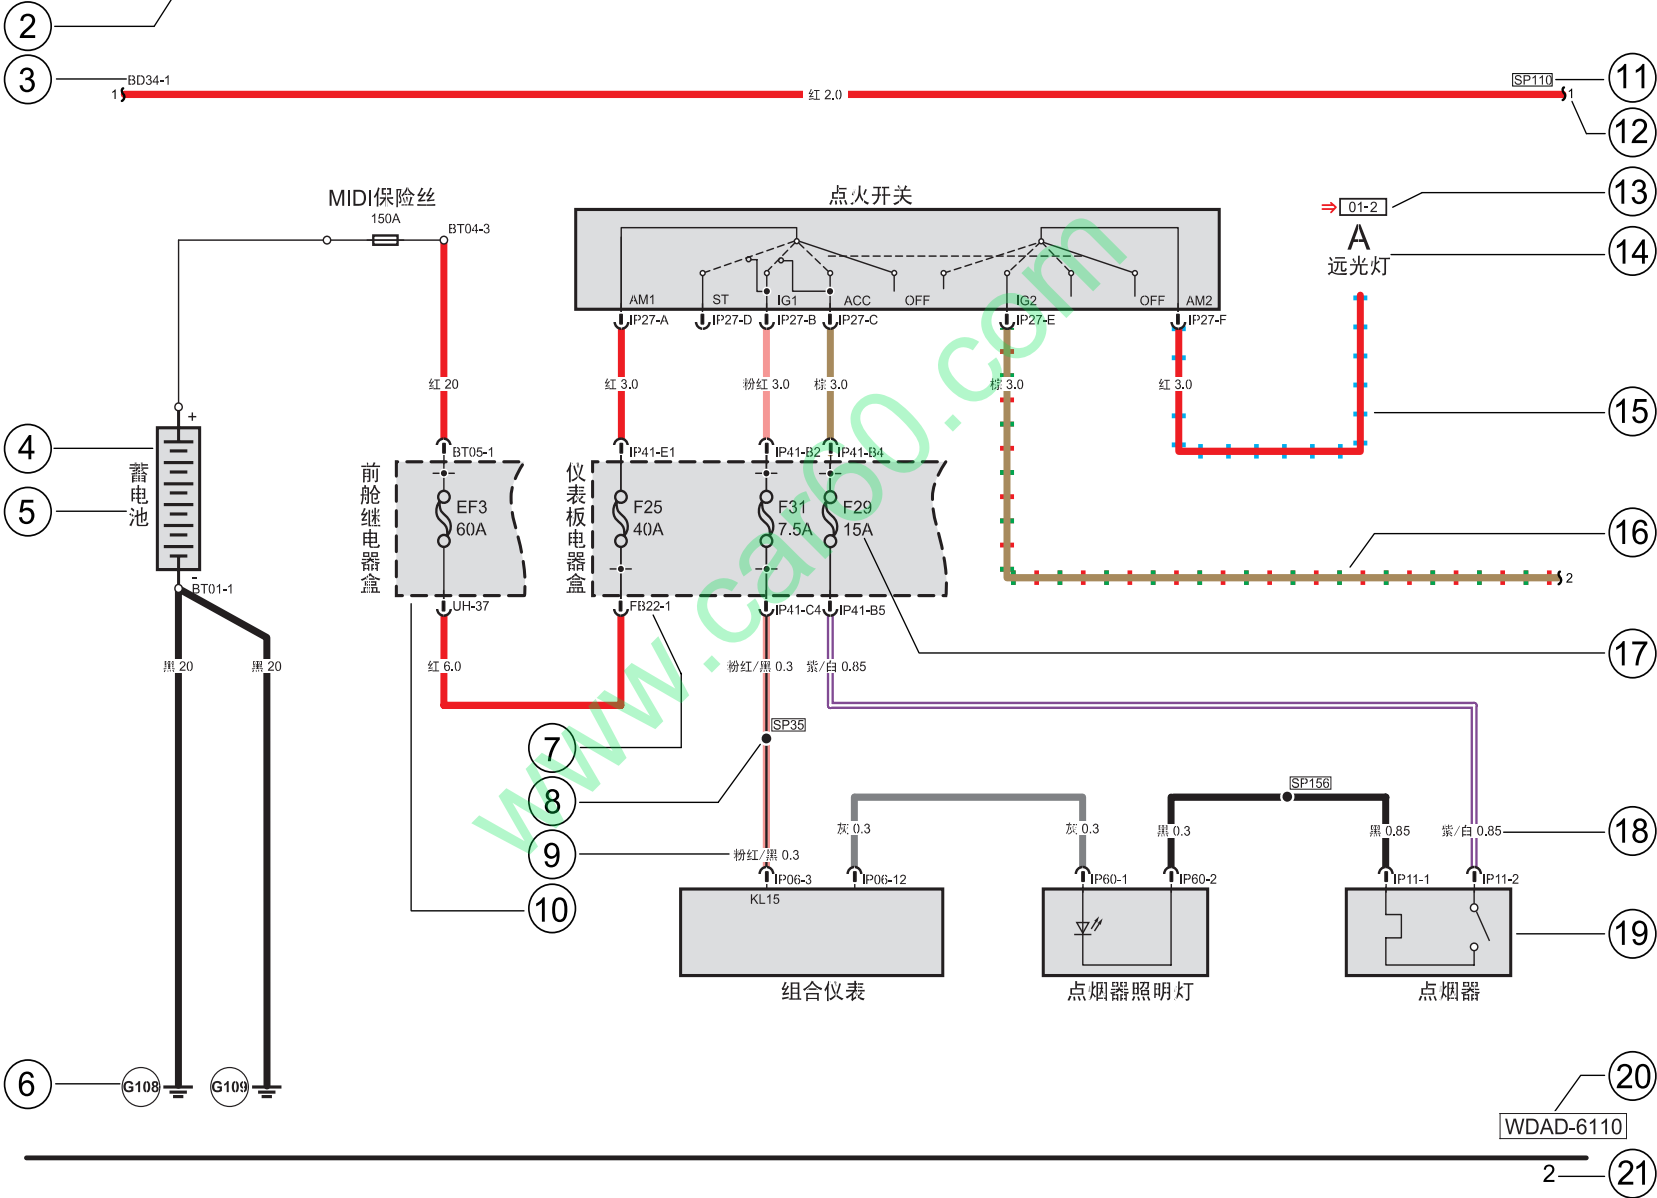 2
3
BD34-1
1
红 2.0
SP110
1
11
12
MIDI保险丝
150A
BT04-3
点火开关
AM1
ST
IG1
ACC
OFF
IG2
OFF
AM2
IP27-A
IP27-D
IP27-B
IP27-C
IP27-E
IP27-F
01-2
A
远光灯
13
14
红 20
红 3.0
粉红 3.0
棕 3.0
棕 3.0
红 3.0
15
4
5
+
蓄电池
-
BT01-1
前舱继电器盒
BT05-1
EF3
60A
UH-37
仪表板电器盒
IP41-E1
IP41-B2
IP41-B4
F25
40A
F31
7.5A
F29
15A
FB22-1
IP41-C4
IP41-B5
16
2
17
黑 20
黑 20
红 6.0
粉红/黑 0.3
紫/白 0.85
SP35
7
8
9
10
粉红/黑 0.3
灰 0.3
灰 0.3
黑 0.3
SP156
黑 0.85
紫/白 0.85
18
IP06-3
IP06-12
IP60-1
IP60-2
IP11-1
IP11-2
KL15
19
组合仪表
点烟器照明灯
点烟器
6
G108
G109
20
WDAD-6110
2
21
www.car60.com